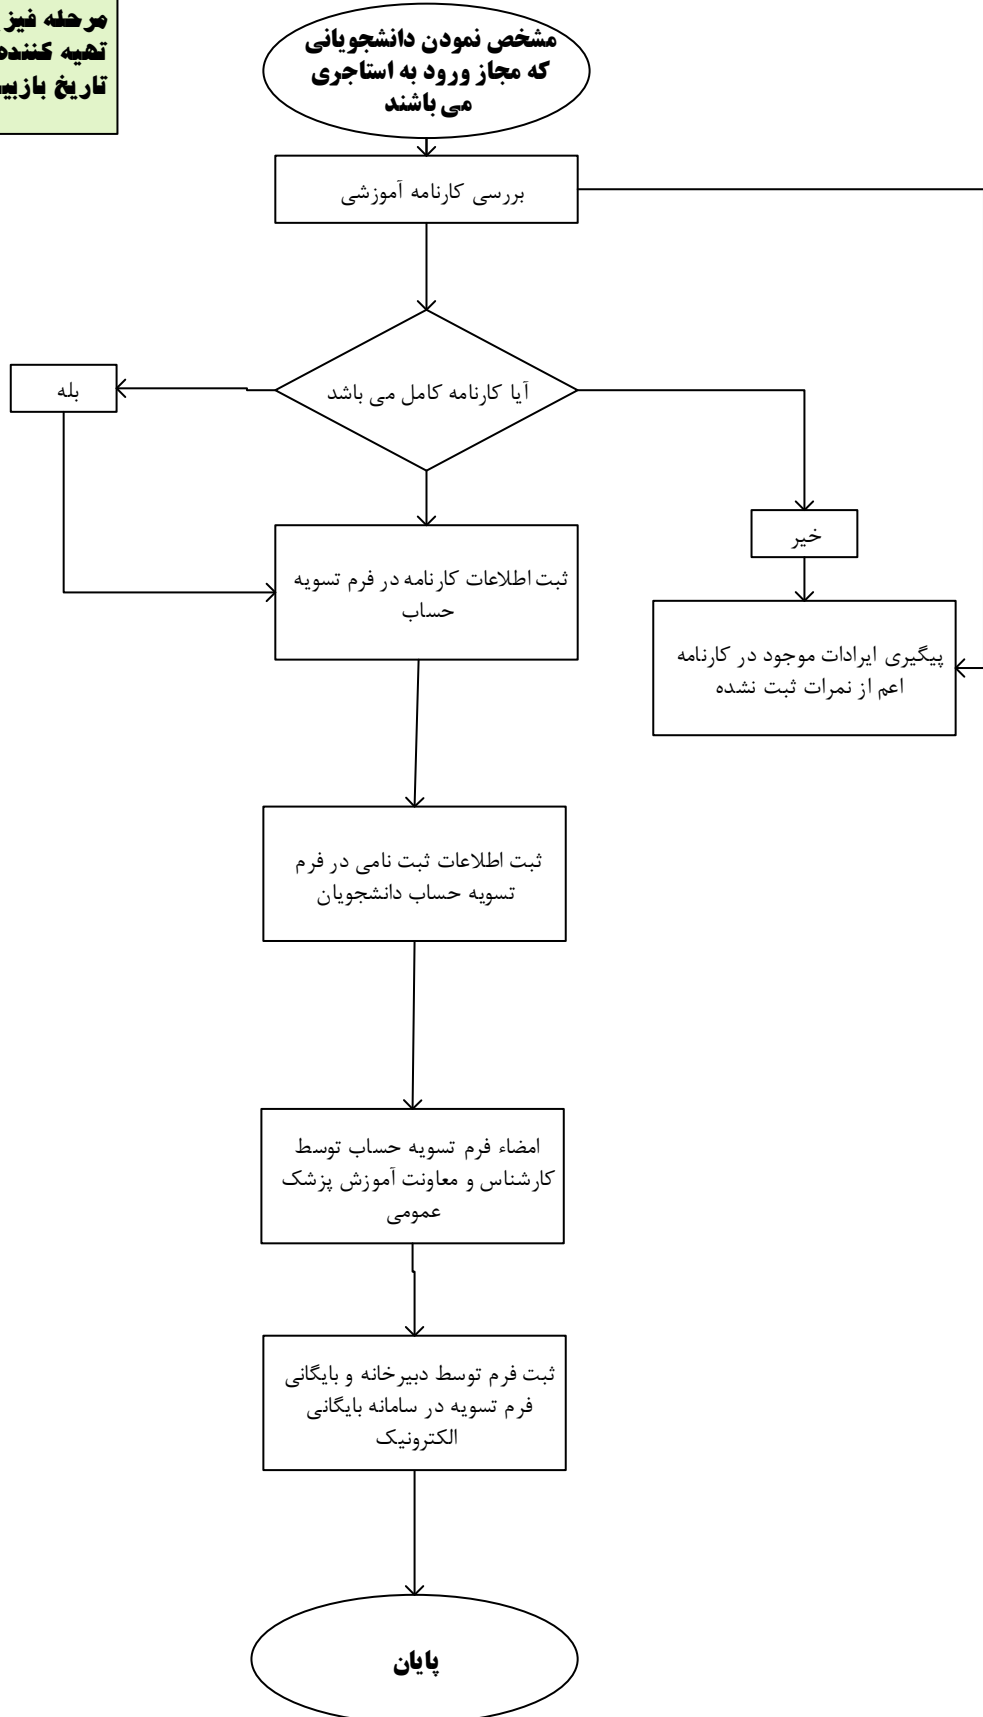 مرحله فیز
تهیه کننده
تاریخ
مشخص نمودن دانشجویانی
که مجاز ورود به استاجری
می باشند
بررسی کارنامه آموزشی
آیا کارنامه کامل می باشد
بله
خیر
ثبت اطلاعات کارنامه در فرم تسویه
حساب
پیگیری ایرادات موجود در کارنامه
اعم از نمرات ثبت نشده
ثبت اطلاعات ثبت نامی در فرم
تسویه حساب دانشجویان
امضاء فرم تسویه حساب توسط
کارشناس و معاونت آموزش پزشک
عمومی
ثبت فرم توسط دبیرخانه و بایگانی
فرم تسویه در سامانه بایگانی
الکترونیک
پایان